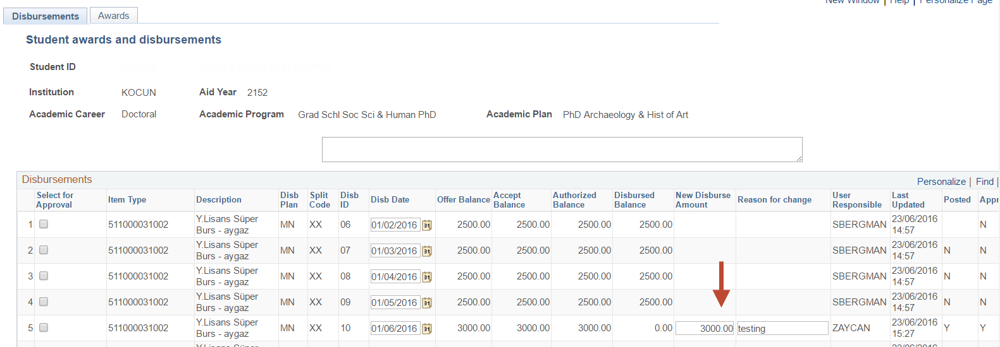 New Window | Help | Personalize Page
Disbursements Awards
Student awards and disbursements
Student ID
Institution KOCUN Aid Year 2152
Academic Career Doctoral Academic Program Grad Schl Soc Sci & Human PhD Academic Plan PhD Archaeology & Hist of Art
Disbursements
Personalize | Find |
Select for Approval Item Type Description Disb Plan Split Code Disb ID Disb Date Offer Balance Accept Balance Authorized Balance Disbursed Balance New Disburse Amount Reason for change User Responsible Last Updated Posted Appr
1 511000031002 Y.Lisans Süper Burs - aygaz MN XX 06 01/02/2016 31 2500.00 2500.00 2500.00 2500.00 SBERGMAN 23/06/2016 14:57 N
2 511000031002 Y.Lisans Süper Burs - aygaz MN XX 07 01/03/2016 31 2500.00 2500.00 2500.00 2500.00 SBERGMAN 23/06/2016 14:57 N N
3 511000031002 Y.Lisans Süper Burs - aygaz MN XX 08 01/04/2016 31 2500.00 2500.00 2500.00 2500.00 SBERGMAN 23/06/2016 14:57 N N
4 511000031002 Y.Lisans Süper Burs - aygaz MN XX 09 01/05/2016 31 2500.00 2500.00 2500.00 2500.00 SBERGMAN 23/06/2016 14:57 N N
5 511000031002 Y.Lisans Süper Burs - aygaz MN XX 10 01/06/2016 31 3000.00 3000.00 3000.00 0.00 3000.00 testing ZAYCAN 23/06/2016 15:27 Y Y
Y.Lisans Süper 23/06/2016